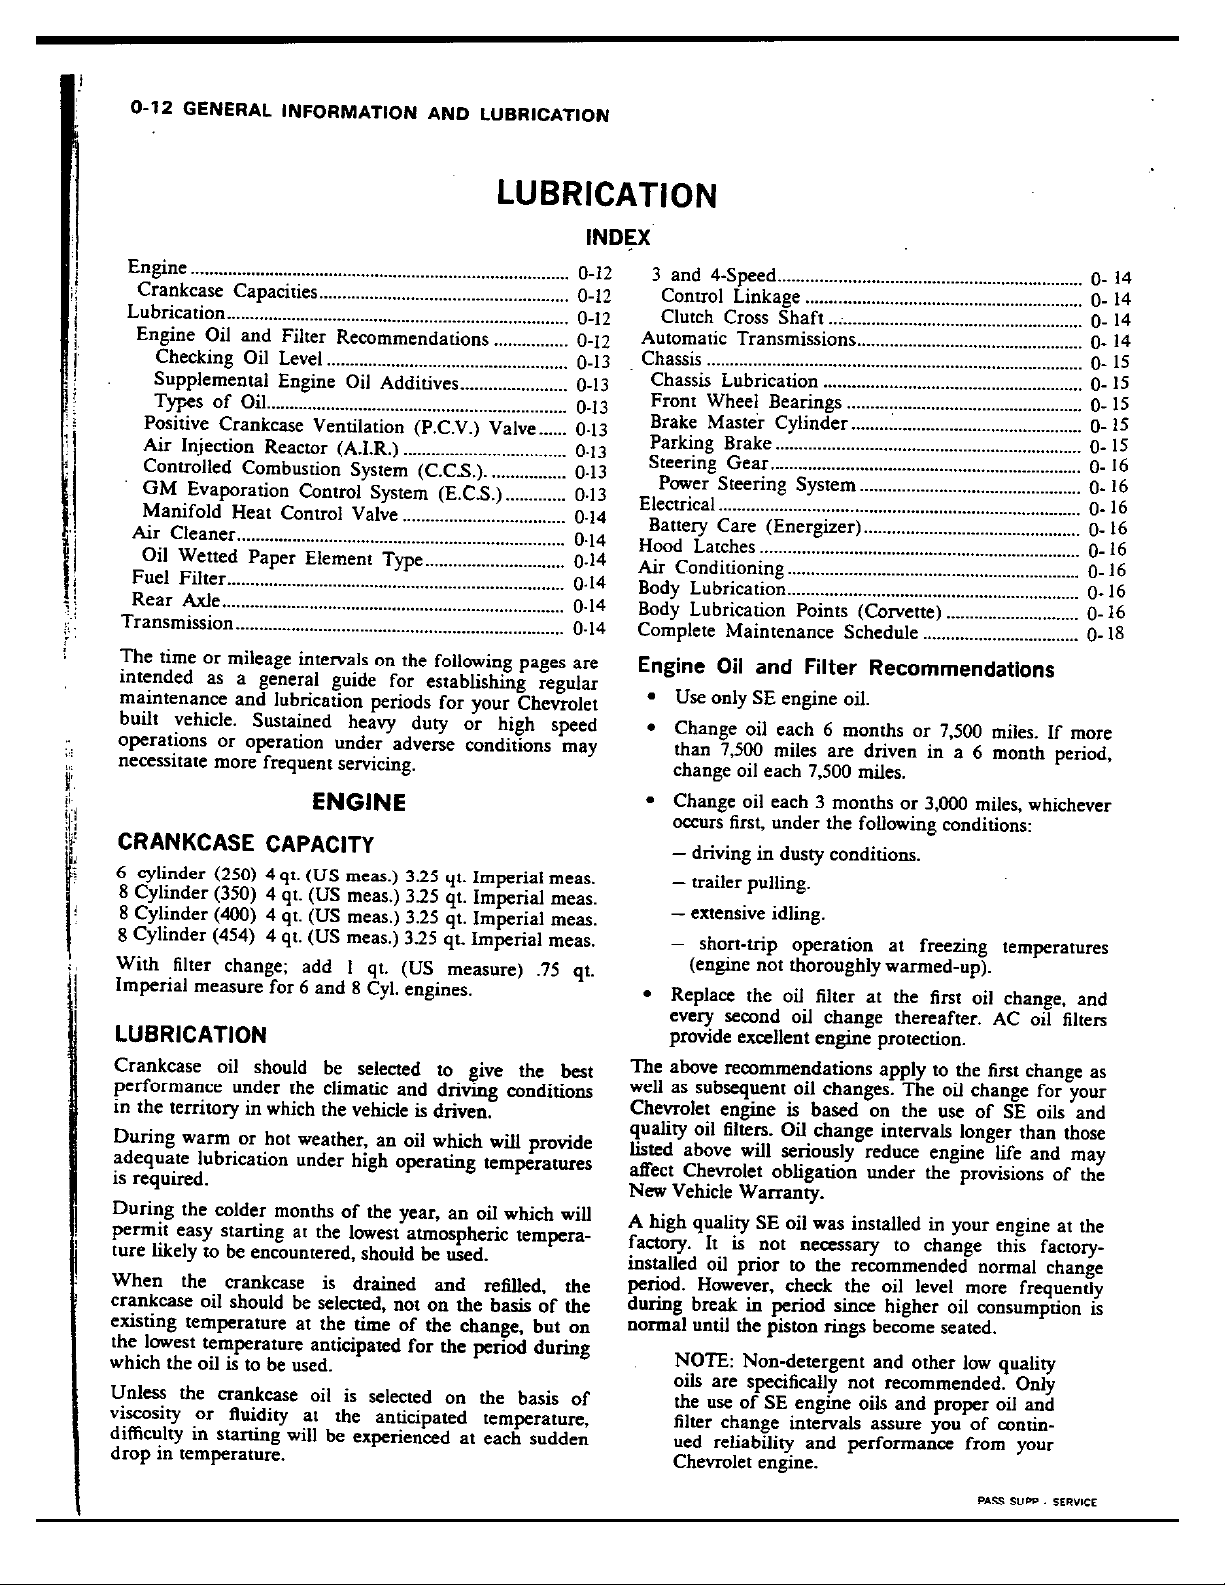 0-12 GENERAL INFORMATION AND LUBRICATION
LUBRICATION
INDEX
Engine ................................................................................. 0-12
Crankcase Capacities..................................................... 0-12
Lubrication......................................................................... 0-12
Engine Oil and Filter Recommendations ................ 0-12
Checking Oil Level .................................................... 0-13
Supplemental Engine Oil Additives....................... 0-13
Types of Oil................................................................ 0-13
Positive Crankcase Ventilation (P.C.V.) Valve...... 0-13
Air Injection Reactor (A.I.R.) ................................... 0-13
Controlled Combustion System (C.C.S.)................. 0-13
GM Evaporation Control System (E.C.S.)............. 0-13
Manifold Heat Control Valve ................................... 0-14
Air Cleaner...................................................................... 0-14
Oil Wetted Paper Element Type.............................. 0-14
Fuel Filter........................................................................ 0-14
Rear Axle......................................................................... 0-14
Transmission...................................................................... 0-14
The time or mileage intervals on the following pages are
intended as a general guide for establishing regular
maintenance and lubrication periods for your Chevrolet
built vehicle. Sustained heavy duty or high speed
operations or operation under adverse conditions may
necessitate more frequent servicing.
ENGINE
CRANKCASE CAPACITY
6 cylinder (250) 4 qt. (US meas.) 3.25 qt. Imperial meas.
8 Cylinder (350) 4 qt. (US meas.) 3.25 qt. Imperial meas.
8 Cylinder (400) 4 qt. (US meas.) 3.25 qt. Imperial meas.
8 Cylinder (454) 4 qt. (US meas.) 3.25 qt. Imperial meas.
With filter change; add 1 qt. (US measure) .75 qt.
Imperial measure for 6 and 8 Cyl. engines.
LUBRICATION
Crankcase oil should be selected to give the best
performance under the climatic and driving conditions
in the territory in which the vehicle is driven.
During warm or hot weather, an oil which will provide
adequate lubrication under high operating temperatures
is required.
During the colder months of the year, an oil which will
permit easy starting at the lowest atmospheric tempera-
ture likely to be encountered, should be used.
When the crankcase is drained and refilled, the
crankcase oil should be selected, not on the basis of the
existing temperature at the time of the change, but on
the lowest temperature anticipated for the period during
which the oil is to be used.
Unless the crankcase oil is selected on the basis of
viscosity or fluidity at the anticipated temperature,
difficulty in starting will be experienced at each sudden
drop in temperature.
3 and 4-Speed................................................................. 0- 14
Control Linkage ........................................................... 0- 14
Clutch Cross Shaft ...................................................... 0- 14
Automatic Transmissions................................................ 0- 14
Chassis ................................................................................ 0- 15
Chassis Lubrication ....................................................... 0- 15
Front Wheel Bearings .................................................. 0- 15
Brake Master Cylinder ................................................. 0- 15
Parking Brake ................................................................. 0- 15
Steering Gear.................................................................. 0- 16
Power Steering System ............................................... 0- 16
Electrical ............................................................................. 0- 16
Battery Care (Energizer).............................................. 0- 16
Hood Latches .................................................................... 0- 16
Air Conditioning .............................................................. 0- 16
Body Lubrication.............................................................. 0- 16
Body Lubrication Points (Corvette) ............................ 0- 16
Complete Maintenance Schedule ................................. 0- 18
Engine Oil and Filter Recommendations
• Use only SE engine oil.
• Change oil each 6 months or 7,500 miles. If more
than 7,500 miles are driven in a 6 month period,
change oil each 7,500 miles.
• Change oil each 3 months or 3,000 miles, whichever
occurs first, under the following conditions:
— driving in dusty conditions.
— trailer pulling.
— extensive idling.
— short-trip operation at freezing temperatures
(engine not thoroughly warmed-up).
• Replace the oil filter at the first oil change, and
every second oil change thereafter. AC oil filters
provide excellent engine protection.
The above recommendations apply to the first change as
well as subsequent oil changes. The oil change for your
Chevrolet engine is based on the use of SE oils and
quality oil filters. Oil change intervals longer than those
listed above will seriously reduce engine life and may
affect Chevrolet obligation under the provisions of the
New Vehicle Warranty.
A high quality SE oil was installed in your engine at the
factory. It is not necessary to change this factory-
installed oil prior to the recommended normal change
period. However, check the oil level more frequently
during break in period since higher oil consumption is
normal until the piston rings become seated.
NOTE: Non-detergent and other low quality
oils are specifically not recommended. Only
the use of SE engine oils and proper oil and
filter change intervals assure you of contin-
ued reliability and performance from your
Chevrolet engine.
PASS SUPP - SERVICE